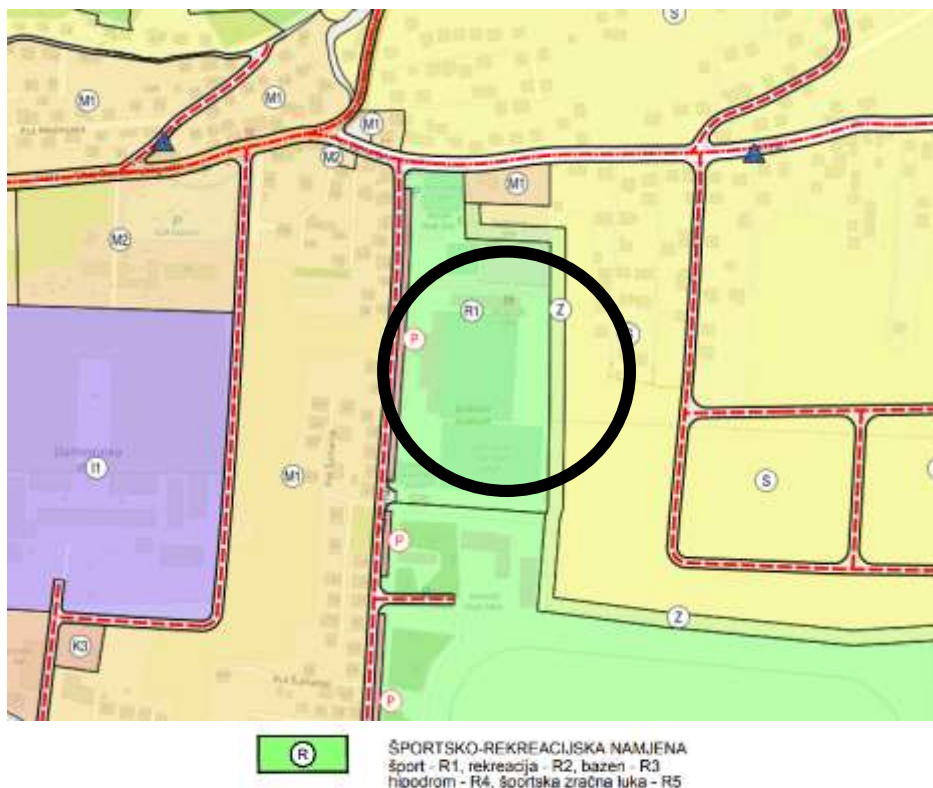 S
M1
M1
M1
M2
M1
M2
P
R1
Z
S
P
I1
M1
S
P
Z
K3
P
R
ŠPORTSKO-REKREACIJSKA NAMJENA
šport - R1, rekreacija - R2, bazen - R3
hipodrom - R4, športska zračna luka - R5